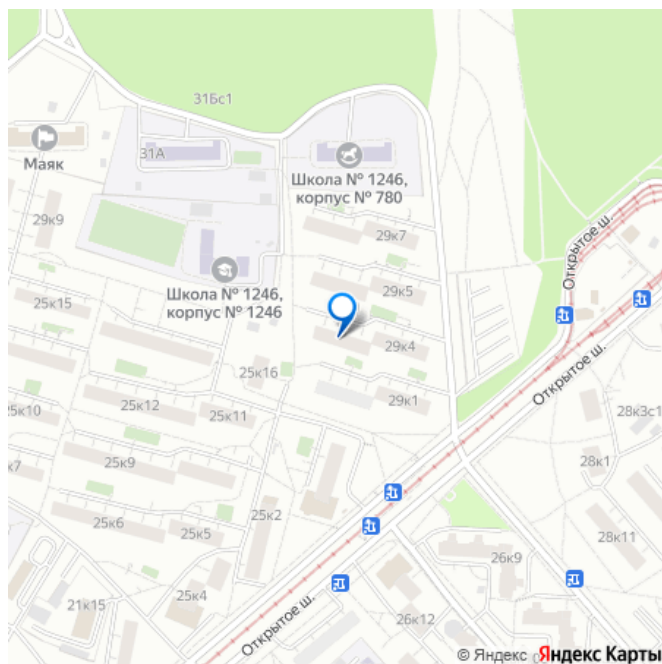 31Бс1
Маяк
31А
Школа № 1246,
корпус № 780
29к9
29к7
Открытое ш.
Школа № 1246,
корпус № 1246
29к5
25к15
29к4
Открытое ш.
25к16
29к1
25к10
25к12
25к11
28к3с1
к7
25к9
28к1
25к6
25к5
25к2
28к11
26к9
21к15
25к4
26к12
Открытое ш.
© Яндекс Яндекс Карты